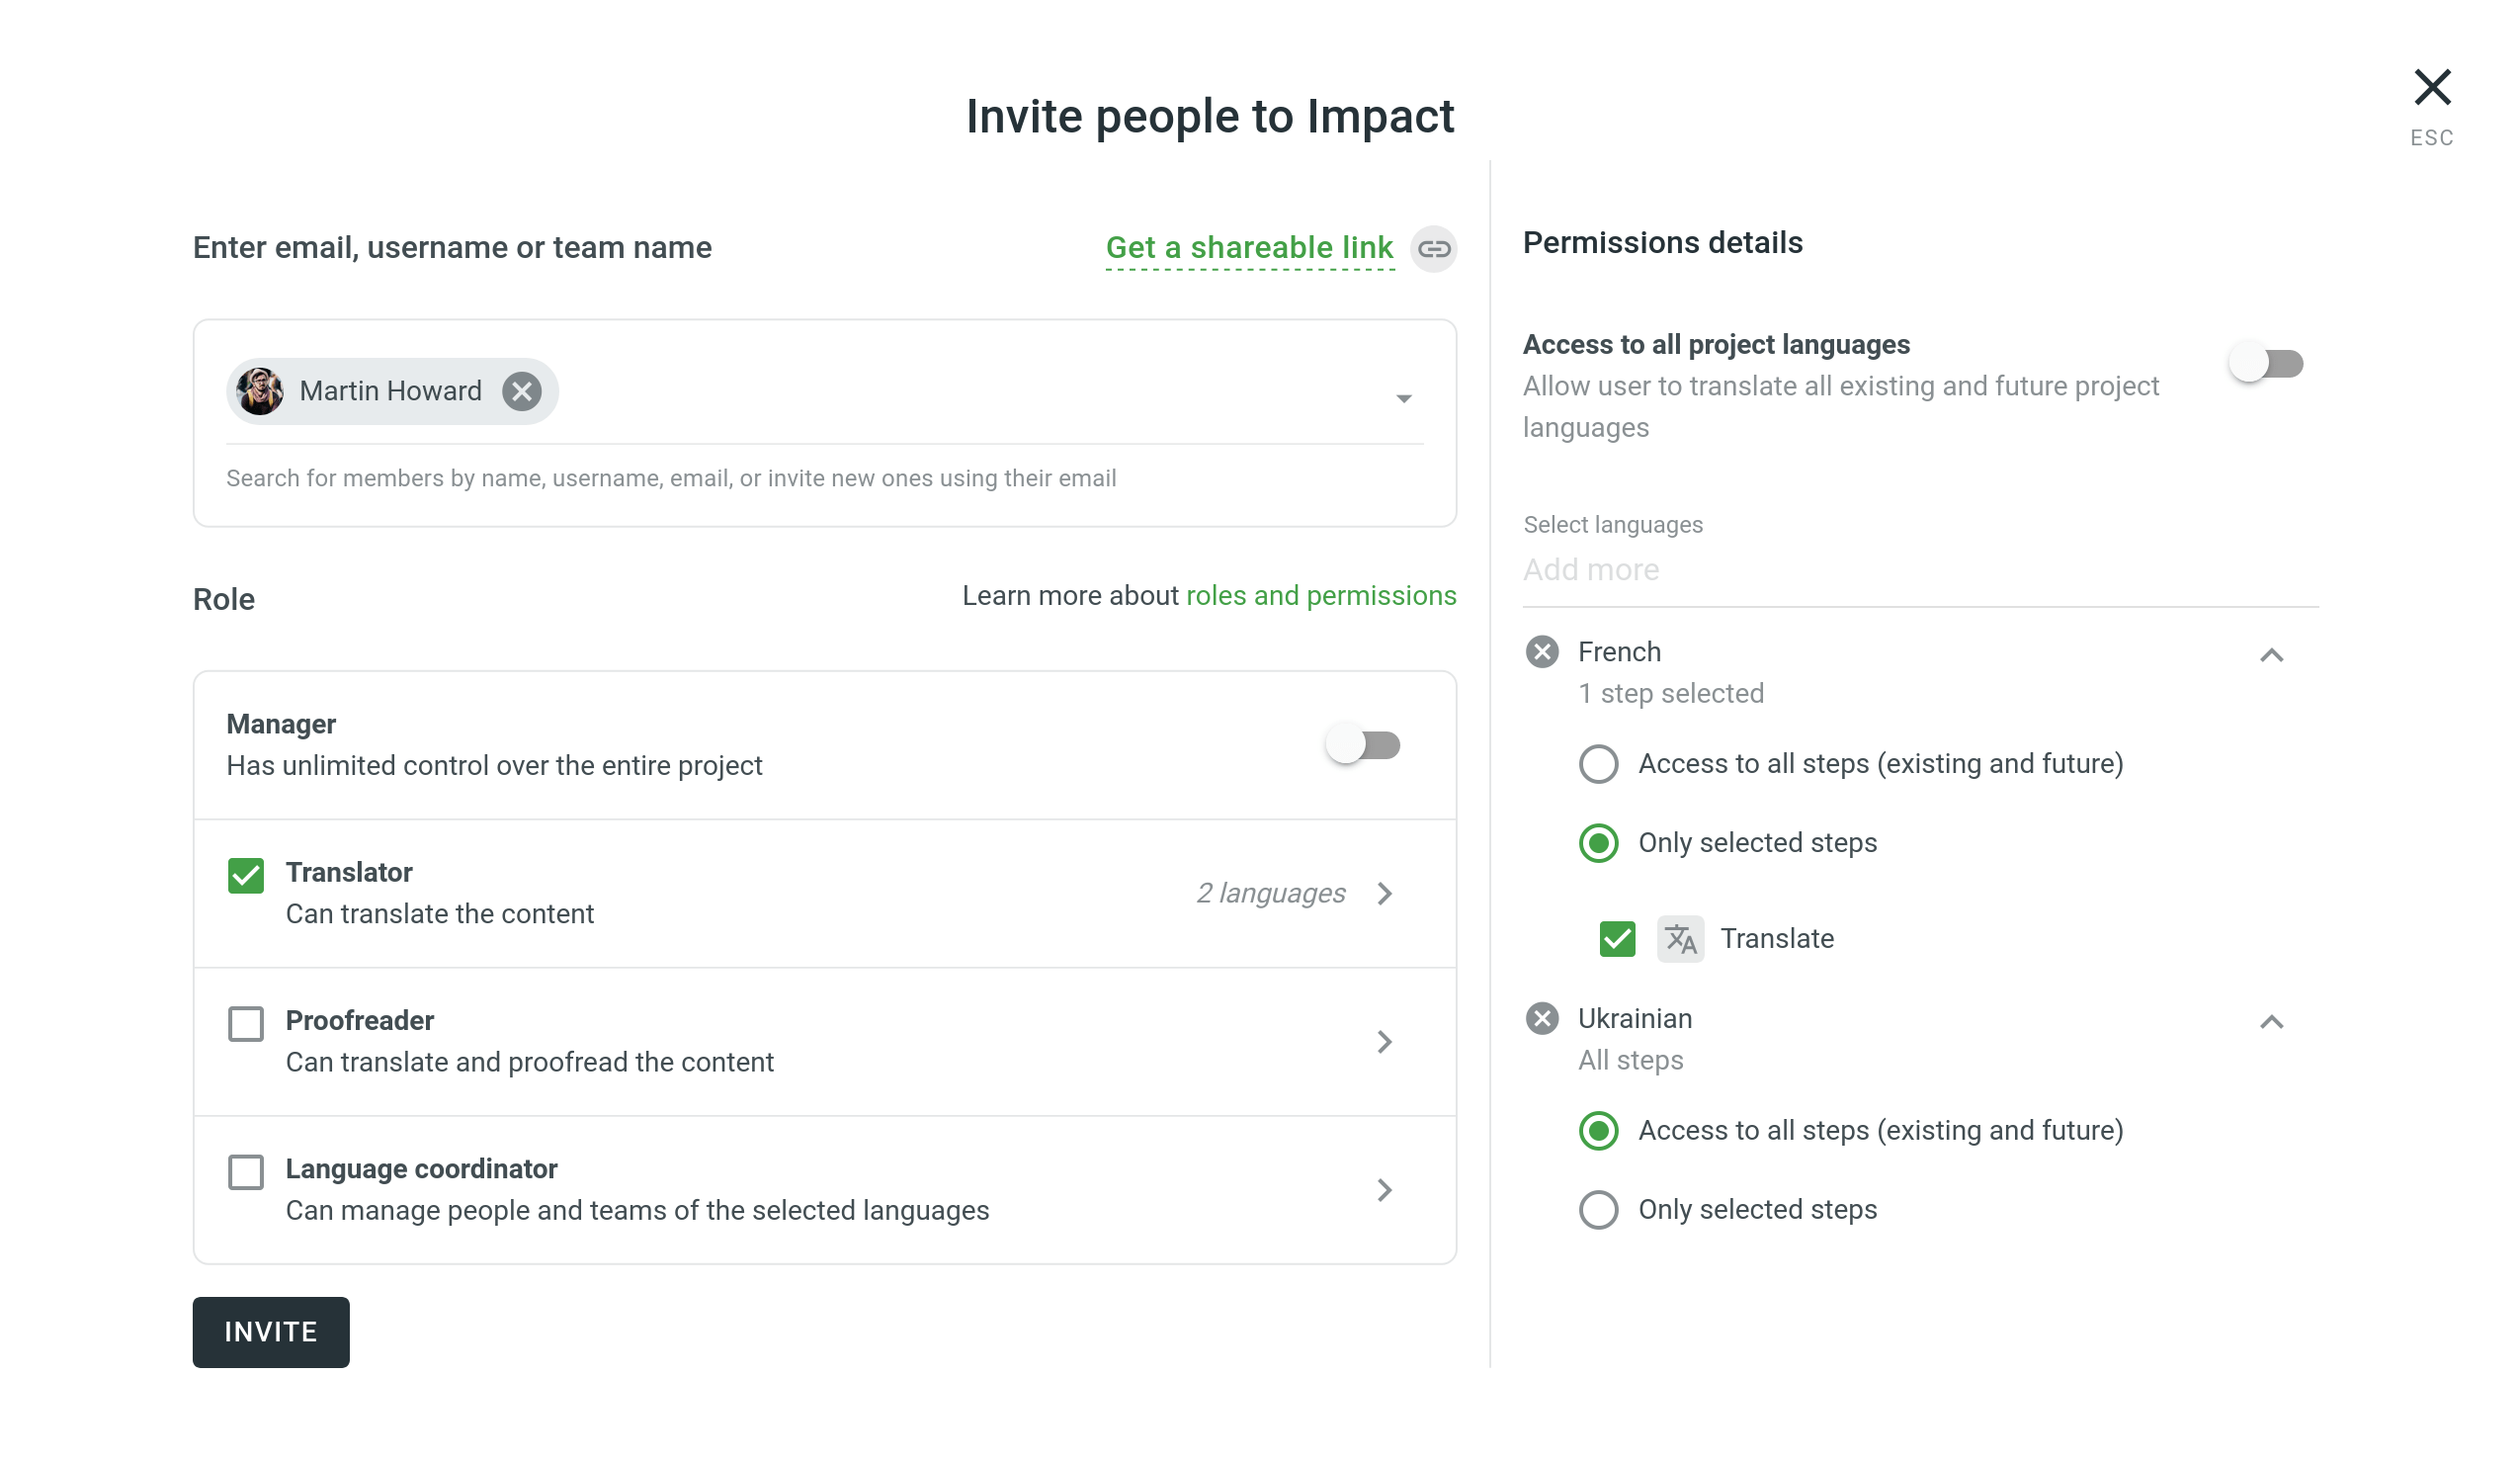 Invite people to Impact
ESC
Enter email, username or team name
Get a shareable link
Martin Howard
Search for members by name, username, email, or invite new ones using their email
Role
Learn more about roles and permissions
Manager
Has unlimited control over the entire project
Translator
Can translate the content
2 languages
Proofreader
Can translate and proofread the content
Language coordinator
Can manage people and teams of the selected languages
INVITE
Permissions details
Access to all project languages
Allow user to translate all existing and future project
languages
Select languages
Add more
French
1 step selected
Access to all steps (existing and future)
Only selected steps
Translate
Ukrainian
All steps
Access to all steps (existing and future)
Only selected steps